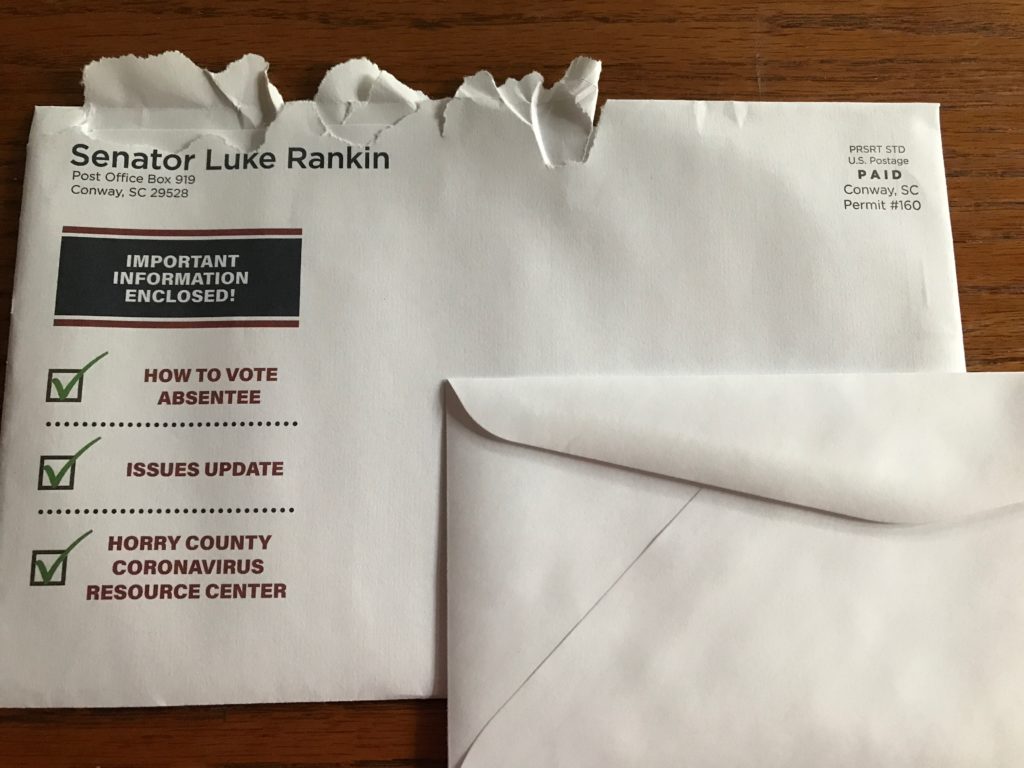 Senator Luke Rankin
Post Office Box 919
Conway, SC 29528
PRSRT STD
U.S. Postage
PAID
Conway, SC
Permit #160
IMPORTANT
INFORMATION
ENCLOSED!
HOW TO VOTE
ABSENTEE
ISSUES UPDATE
HORRY COUNTY
CORONAVIRUS
RESOURCE CENTER